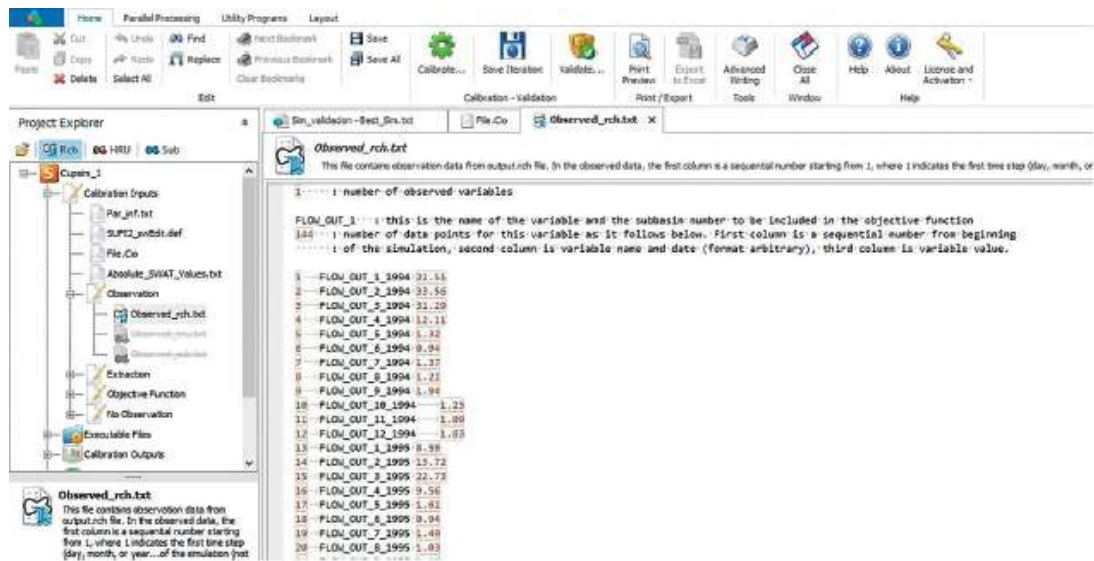 Home Parallel Processing Utility Programs Layout
Paste
Cut
Copy
Delete
Undo
Redo
Select All
Find
Replace
Next Bookmark
Previous Bookmark
Clear Bookmarks
Save
Save All
Calibrate...
Save Iteration
Validate...
Print Preview
Export to Excel
Advanced Writing
Close All
Help
About
License and Activation
Edit
Calibration - Validation
Print / Export
Tools
Window
Help
Project Explorer
Rch HRU Sub
Calibration Inputs
Par_inf.txt
SUFI2_swEdit.def
File.Cio
Absolute_SWAT_Values.txt
Observation
Observed_rch.txt
Extraction
Objective Function
No Observation
Executable Files
Calibration Outputs
Observed_rch.txt
This file contains observation data from
output.rch file. In the observed data, the
first column is a sequential number starting
from 1, where 1 indicates the first time step
(day, month, or year...of the simulation (not
Sim_validacion - Best_Sim.txt File.Cio Observed_rch.txt X
Observed_rch.txt
This file contains observation data from output.rch file. In the observed data, the first column is a sequential number starting from 1, where 1 indicates the first time step (day, month, or
1 : number of observed variables
FLOW_OUT_1 : this is the name of the variable and the subbasin number to be included in the objective function
144 : number of data points for this variable as it follows below. First column is a sequential number from beginning
: of the simulation, second column is variable name and date (format arbitrary), third column is variable value.
1 FLOW_OUT_1_1994 21.51
2 FLOW_OUT_2_1994 33.56
3 FLOW_OUT_3_1994 31.29
4 FLOW_OUT_4_1994 12.11
5 FLOW_OUT_5_1994 1.32
6 FLOW_OUT_6_1994 0.94
7 FLOW_OUT_7_1994 1.37
8 FLOW_OUT_8_1994 1.21
9 FLOW_OUT_9_1994 1.94
10 FLOW_OUT_10_1994 1.23
11 FLOW_OUT_11_1994
12 FLOW_OUT_12_1994 1.03
13 FLOW_OUT_1_1995 8.59
14 FLOW_OUT_2_1995 13.72
15 FLOW_OUT_3_1995 22.73
16 FLOW_OUT_4_1995 9.56
17 FLOW_OUT_5_1995 1.61
18 FLOW_OUT_6_1995 0.94
19 FLOW_OUT_7_1995 1.40
20 FLOW_OUT_8_1995 1.03